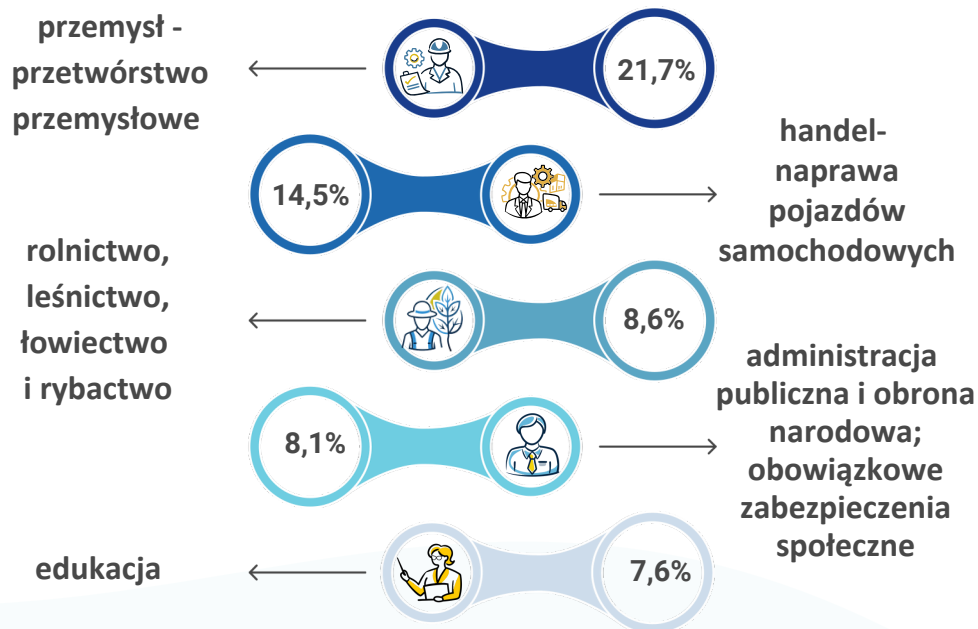 przemysł -
przetwórstwo
przemysłowe
21,7%
14,5%
handel-
naprawa
pojazdów
samochodowych
rolnictwo,
leśnictwo,
łowiectwo
i rybactwo
8,6%
8,1%
administracja
publiczna i obrona
narodowa;
obowiązkowe
zabezpieczenia
społeczne
edukacja
7,6%